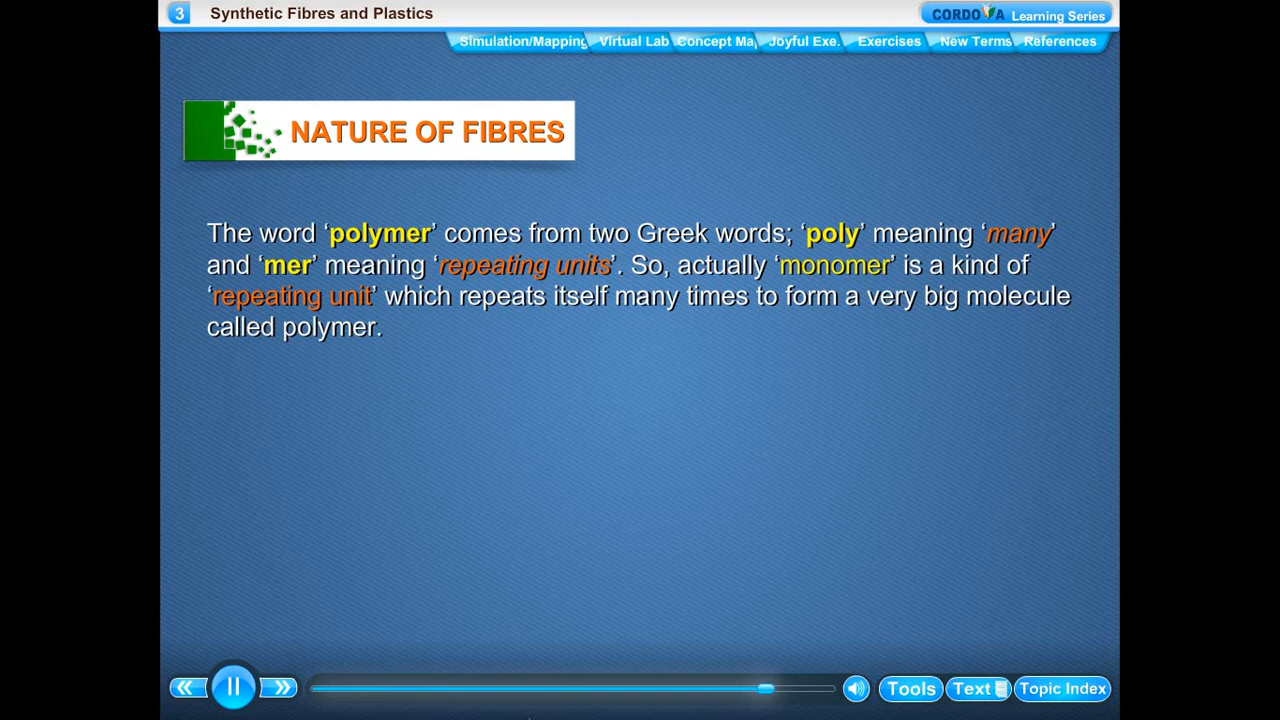 3 Synthetic Fibres and Plastics
CORDOVA Learning Series
Simulation/Mapping Virtual Lab Concept Ma Joyful Exe. Exercises New Terms References
NATURE OF FIBRES
The word ‘polymer’ comes from two Greek words; ‘poly’ meaning ‘many’
and ‘mer’ meaning ‘repeating units’. So, actually ‘monomer’ is a kind of
‘repeating unit’ which repeats itself many times to form a very big molecule
called polymer.
Tools Text Topic Index